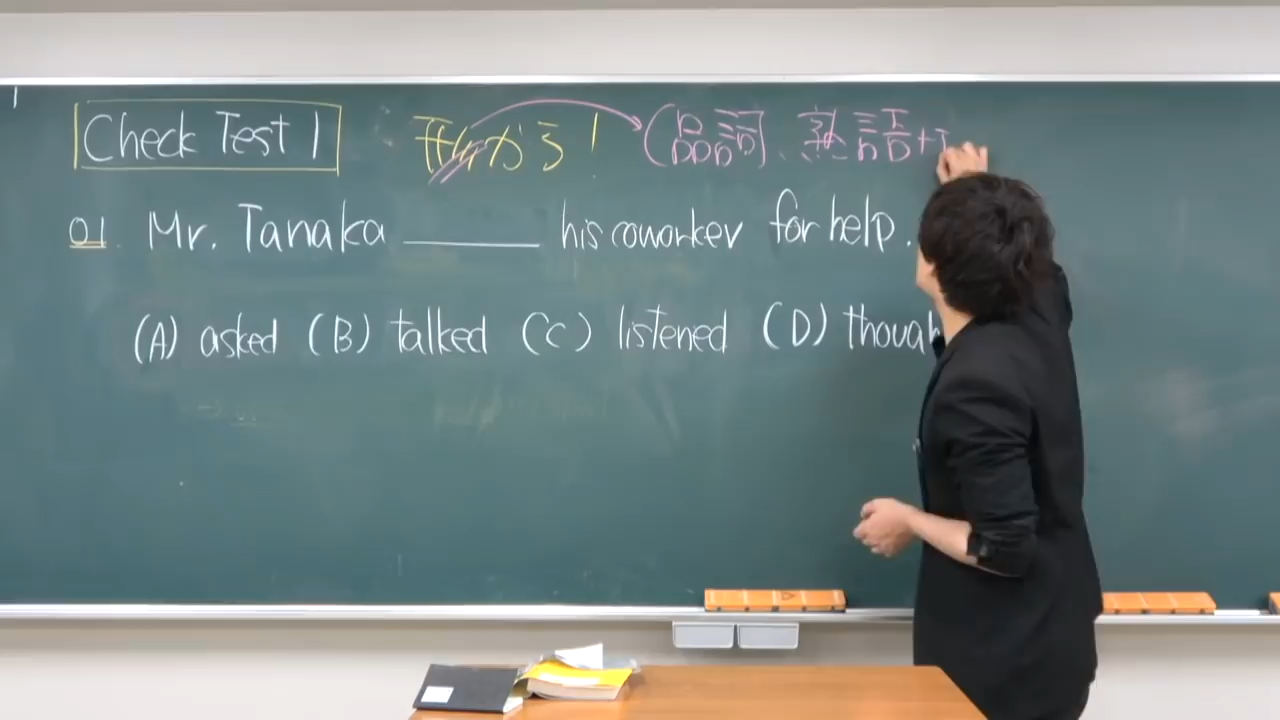 Check Test 1 形から! (品詞、熟語
Q1. Mr. Tanaka ______ his coworker for help.
(A) asked (B) talked (C) listened (D) though